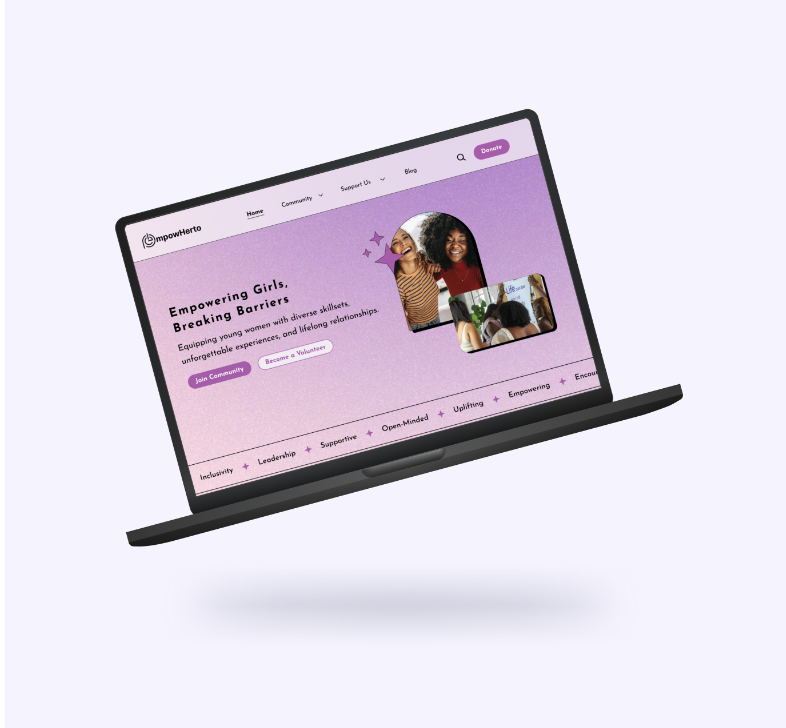 EmpowHerto
Home
Community
Support Us
Blog
Donate
Empowering Girls,
Breaking Barriers
Equipping young women with diverse skillsets,
unforgettable experiences, and lifelong relationships.
Join Community
Become a Volunteer
Inclusivity
Leadership
Supportive
Open-Minded
Uplifting
Empowering
Encou